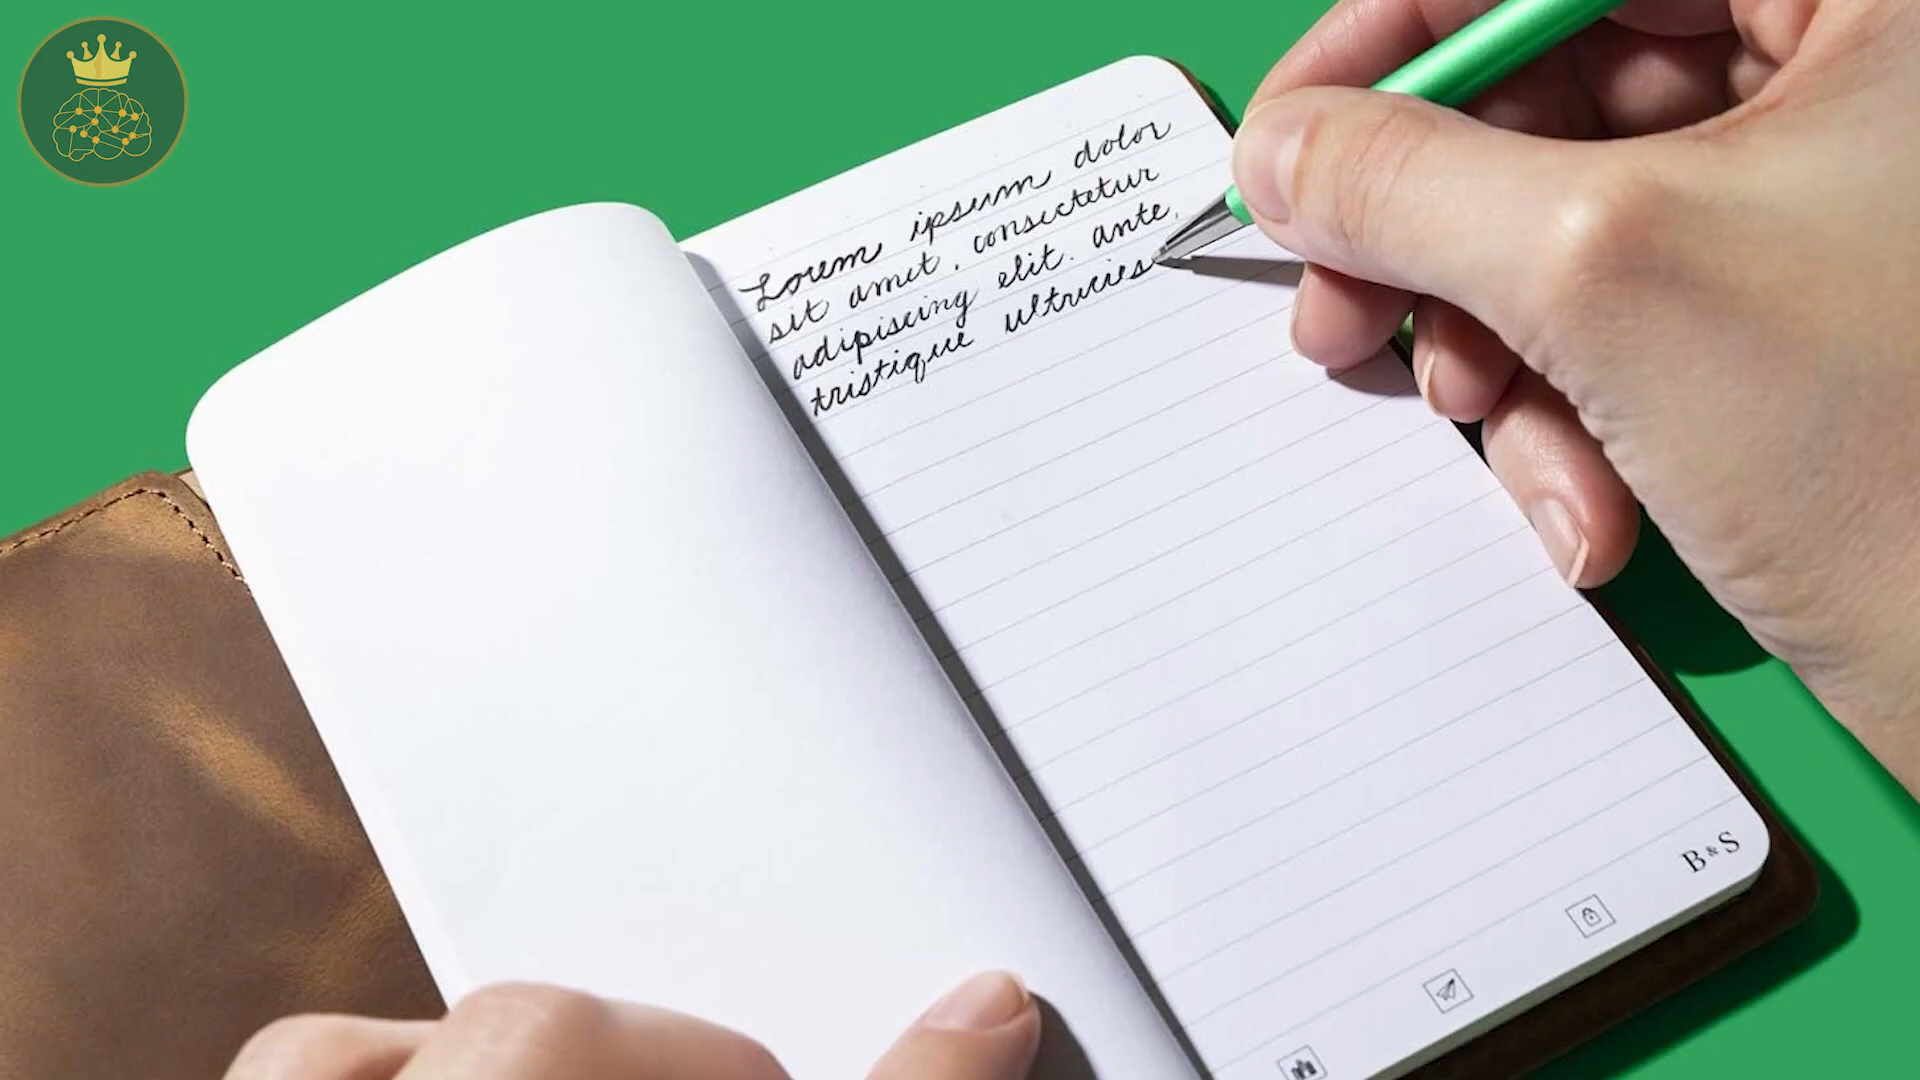 Lorem ipsum dolor
sit amet, consectetur
adipiscing elit. ante,
tristique ultricies
B&S